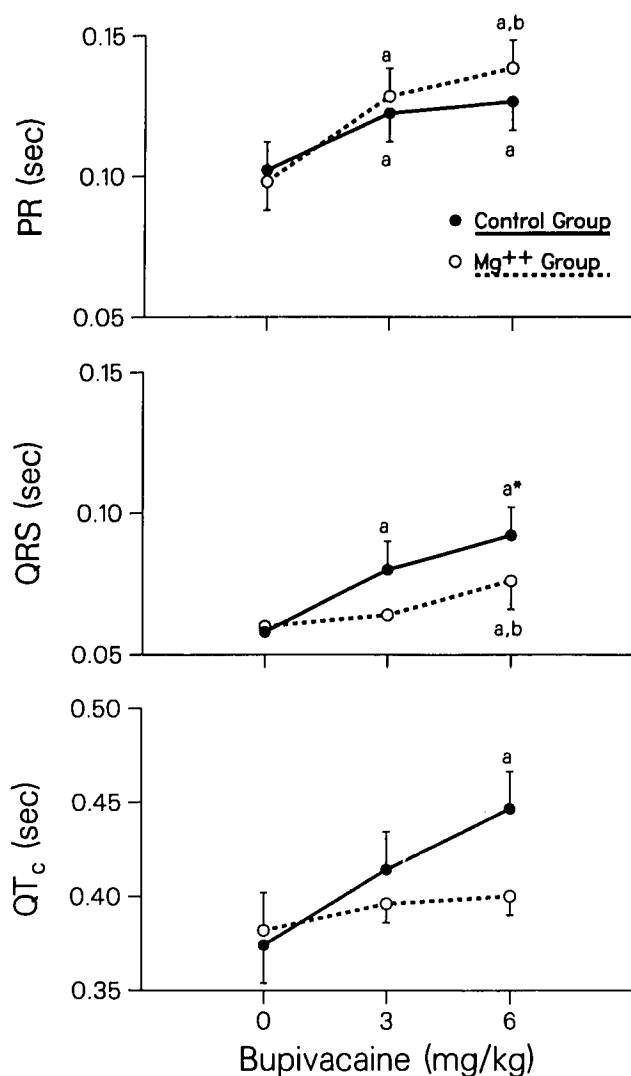 0.15
a
a,b
0.10
a
a
PR (sec)
● Control Group
○ Mg++ Group
0.05
0.15
QRS (sec)
0.10
a
a*
0.05
a,b
0.50
a
0.45
QTc (sec)
0.40
0.35
0 3 6
Bupivacaine (mg/kg)